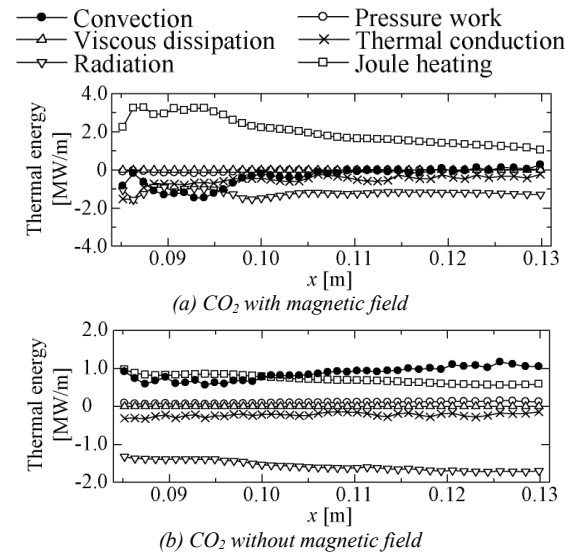 Convection
Pressure work
Viscous dissipation
Thermal conduction
Radiation
Joule heating
4.0
2.0
0
-2.0
-4.0
Thermal energy
[MW/m]
0.09 0.10 0.11 0.12 0.13
x [m]
(a) CO2 with magnetic field
2.0
1.0
0
-1.0
-2.0
Thermal energy
[MW/m]
0.09 0.10 0.11 0.12 0.13
x [m]
(b) CO2 without magnetic field